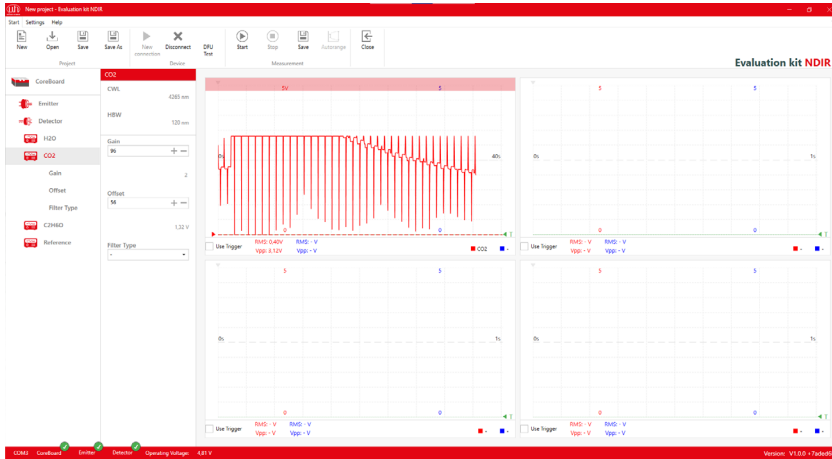 New project - Evaluation kit NDIR
Start Settings Help
New Open Save Save As New connection Disconnect DFU Test Start Stop Save Autorange Close
Project Device Measurement
Evaluation kit NDIR
CoreBoard
Emitter
Detector
H2O
CO2
Gain
Offset
Filter Type
C2H6O
Reference
CO2
CWL
4265 nm
HBW
120 nm
Gain
96
Offset
56
1,32 V
Filter Type
-
5V 5
0s 40s
0 0
Use Trigger
RMS: 0,40V RMS: - V
Vpp: 3,12V Vpp: - V
CO2 -
T
5 5
0s 1s
0 0
Use Trigger
RMS: - V RMS: - V
Vpp: - V Vpp: - V
- -
T
5 5
0s 1s
0 0
Use Trigger
RMS: - V RMS: - V
Vpp: - V Vpp: - V
- -
T
5 5
0s 1s
0 0
Use Trigger
RMS: - V RMS: - V
Vpp: - V Vpp: - V
- -
T
COM3 CoreBoard Emitter Detector Operating Voltage: 4,81 V
Version: V1.0.0 +7aded6